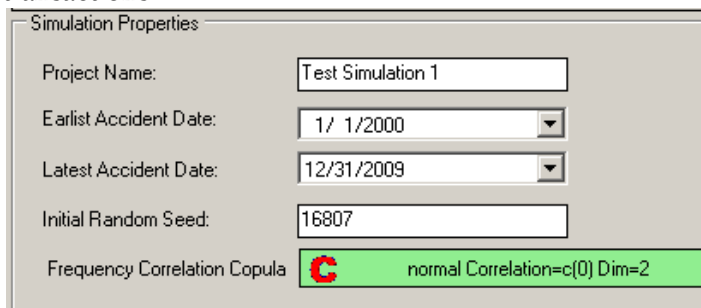 Simulation Properties
Project Name: Test Simulation 1
Earlist Accident Date: 1/ 1/2000
Latest Accident Date: 12/31/2009
Initial Random Seed: 16807
Frequency Correlation Copula C normal Correlation=c(0) Dim=2